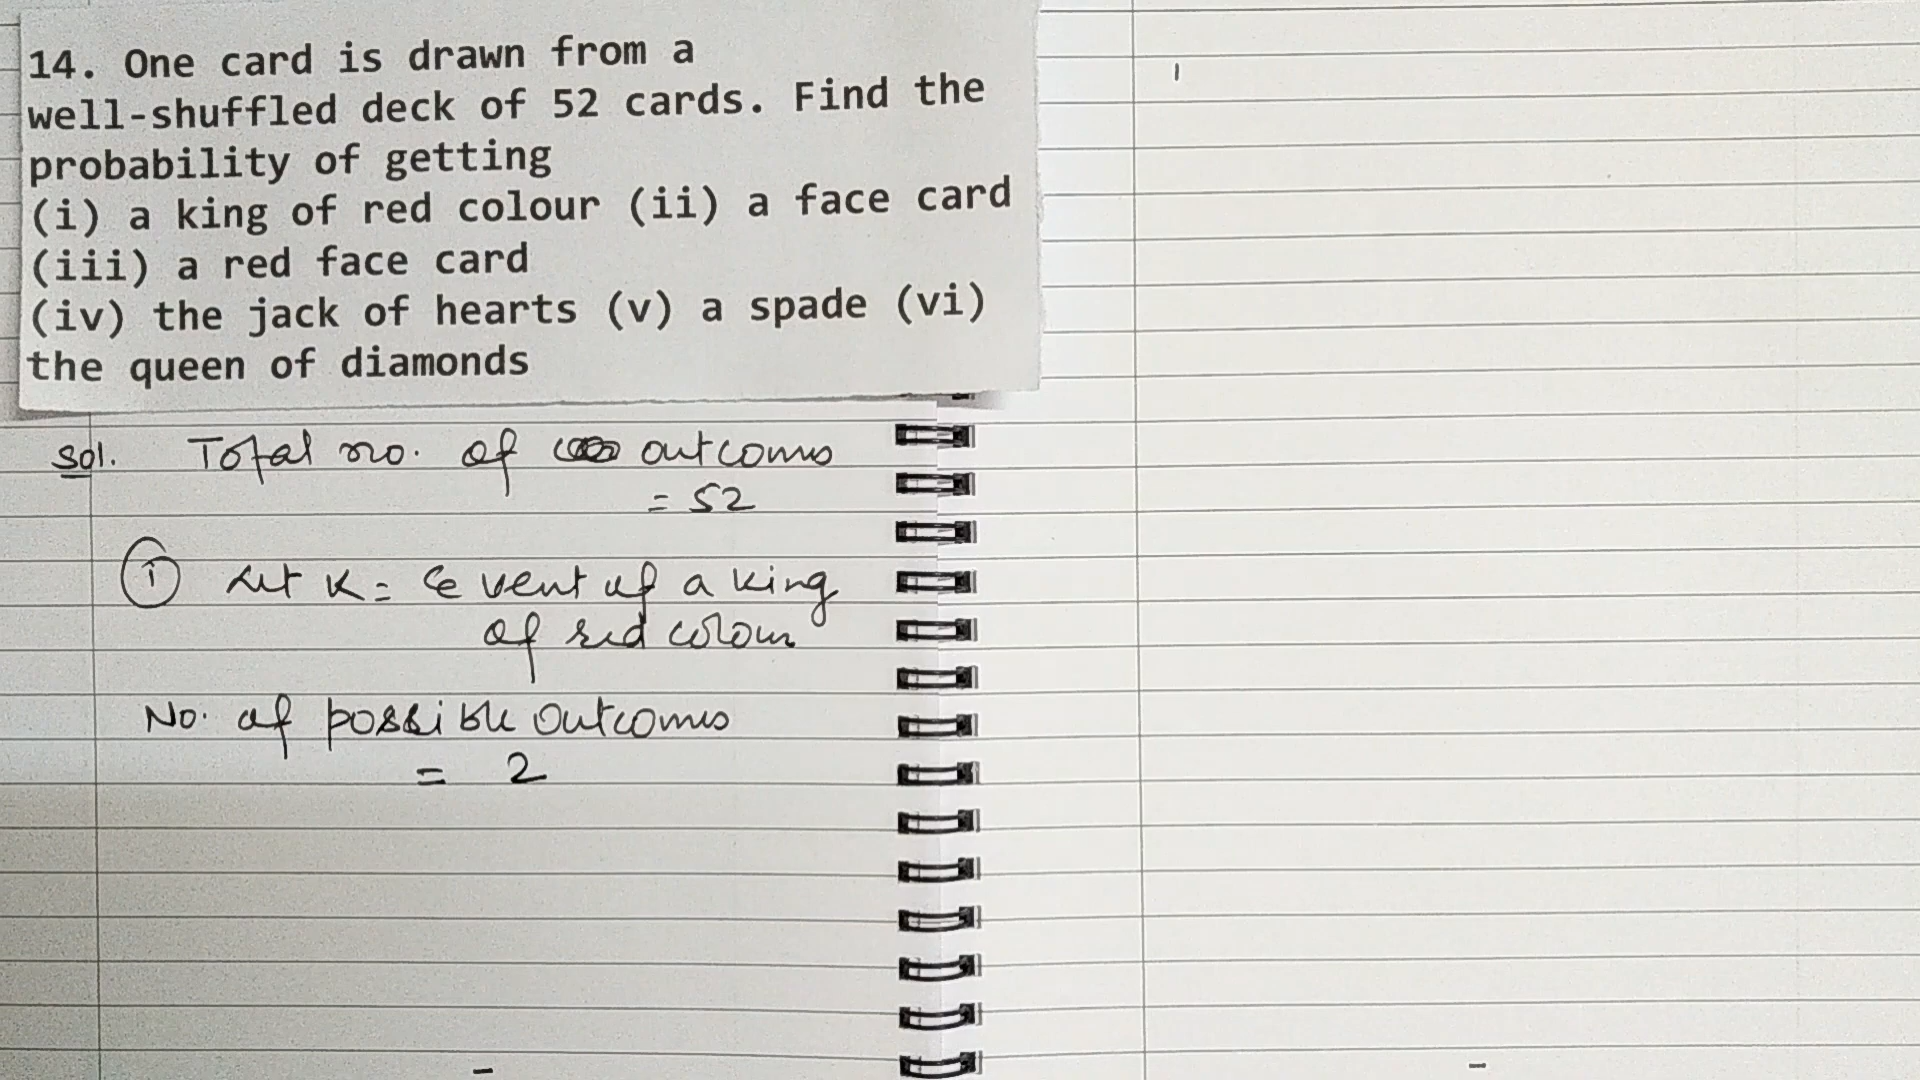 14. One card is drawn from a
well-shuffled deck of 52 cards. Find the
probability of getting
(i) a king of red colour (ii) a face card
(iii) a red face card
(iv) the jack of hearts (v) a spade (vi)
the queen of diamonds
Sol. Total no. of outcomes
= 52
(i) Let K = event of a king
of red colour
No. of possible outcomes
= 2